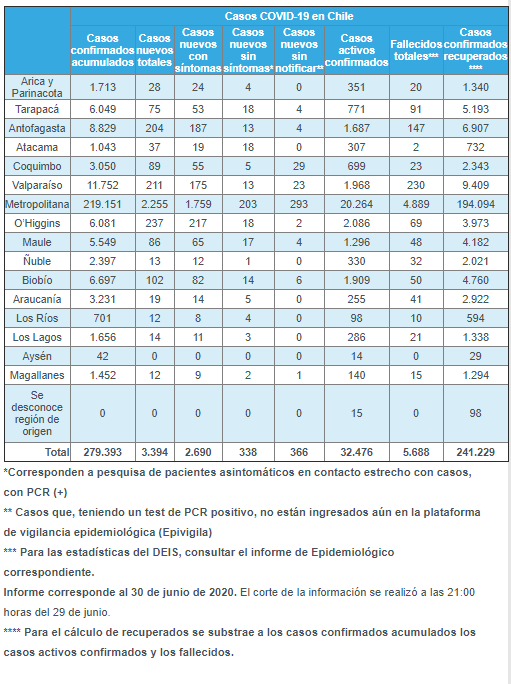 Casos COVID-19 en Chile
Casos confirmados acumulados Casos nuevos totales Casos nuevos con síntomas Casos nuevos sin síntomas* Casos nuevos sin notificar** Casos activos confirmados Fallecidos totales*** Casos confirmados recuperados ****
Arica y Parinacota 1.713 28 24 4 0 351 20 1.340
Tarapacá 6.049 75 53 18 4 771 91 5.193
Antofagasta 8.829 204 187 13 4 1.687 147 6.907
Atacama 1.043 37 19 18 0 307 2 732
Coquimbo 3.050 89 55 5 29 699 23 2.343
Valparaíso 11.752 211 175 13 23 1.968 230 9.409
Metropolitana 219.151 2.255 1.759 203 293 20.264 4.889 194.094
O'Higgins 6.081 237 217 18 2 2.086 69 3.973
Maule 5.549 86 65 17 4 1.296 48 4.182
Ñuble 2.397 13 12 1 0 330 32 2.021
Biobío 6.697 102 82 14 6 1.909 50 4.760
Araucanía 3.231 19 14 5 0 255 41 2.922
Los Ríos 701 12 8 4 0 98 10 594
Los Lagos 1.656 14 11 3 0 286 21 1.338
Aysén 42 0 0 0 0 14 0 29
Magallanes 1.452 12 9 2 1 140 15 1.294
Se desconoce región de origen 0 0 0 0 0 15 0 98
Total 279.393 3.394 2.690 338 366 32.476 5.688 241.229
*Corresponden a pesquisa de pacientes asintomáticos en contacto estrecho con casos,
con PCR (+)
** Casos que, teniendo un test de PCR positivo, no están ingresados aún en la plataforma
de vigilancia epidemiológica (Epivigila)
*** Para las estadísticas del DEIS, consultar el informe de Epidemiológico
correspondiente.
Informe corresponde al 30 de junio de 2020. El corte de la información se realizó a las 21:00
horas del 29 de junio.
**** Para el cálculo de recuperados se substrae a los casos confirmados acumulados los
casos activos confirmados y los fallecidos.